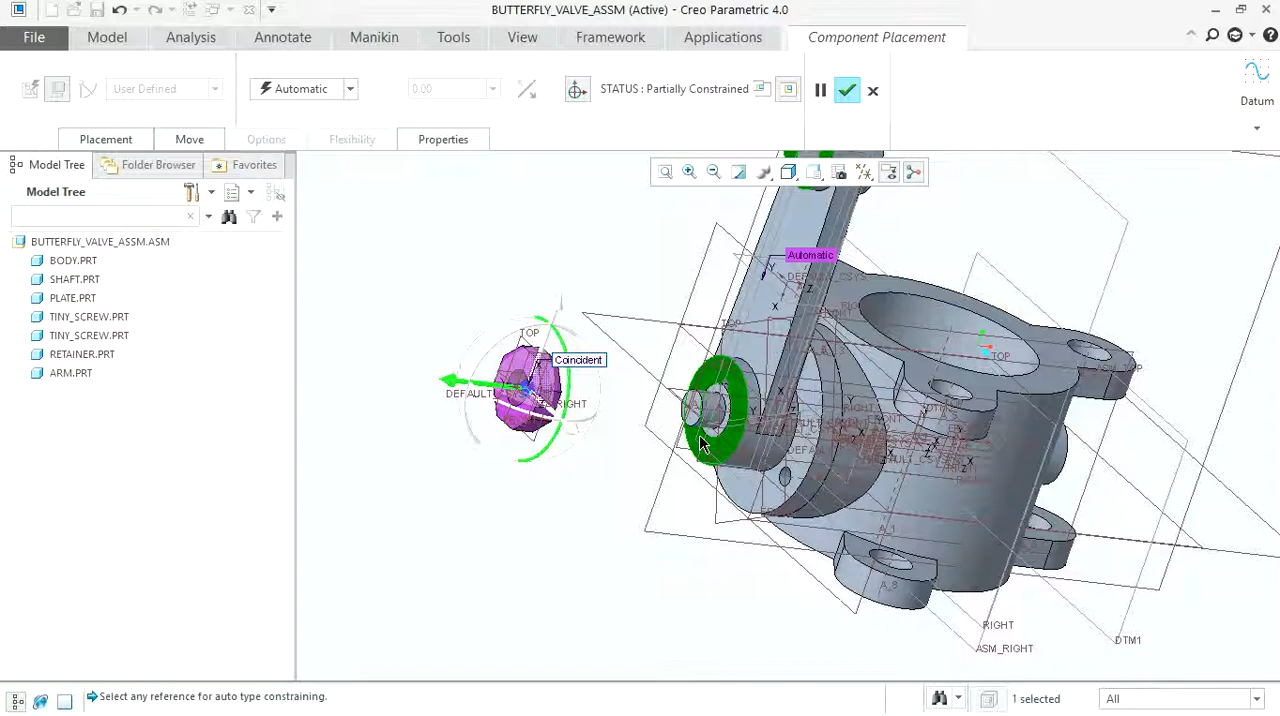 BUTTERFLY_VALVE_ASSM (Active) - Creo Parametric 4.0
File Model Analysis Annotate Manikin Tools View Framework Applications Component Placement
User Defined Automatic 0.00 STATUS : Partially Constrained
Datum
Placement Move Options Flexibility Properties
Model Tree Folder Browser Favorites
Model Tree
BUTTERFLY_VALVE_ASSM.ASM
BODY.PRT
SHAFT.PRT
PLATE.PRT
TINY_SCREW.PRT
TINY_SCREW.PRT
RETAINER.PRT
ARM.PRT
Automatic
Y
Z
X
TOP
TOP
TOP
Coincident
RIGHT
RIGHT
ASM_RIGHT
DTM1
A_1
Select any reference for auto type constraining.
1 selected
All